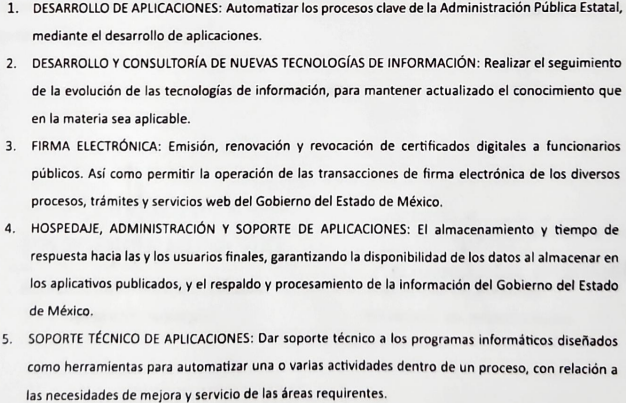 1. DESARROLLO DE APLICACIONES: Automatizar los procesos clave de la Administración Pública Estatal,
mediante el desarrollo de aplicaciones.
2. DESARROLLO Y CONSULTORÍA DE NUEVAS TECNOLOGÍAS DE INFORMACIÓN: Realizar el seguimiento
de la evolución de las tecnologías de información, para mantener actualizado el conocimiento que
en la materia sea aplicable.
3. FIRMA ELECTRÓNICA: Emisión, renovación y revocación de certificados digitales a funcionarios
públicos. Así como permitir la operación de las transacciones de firma electrónica de los diversos
procesos, trámites y servicios web del Gobierno del Estado de México.
4. HOSPEDAJE, ADMINISTRACIÓN Y SOPORTE DE APLICACIONES: El almacenamiento y tiempo de
respuesta hacia las y los usuarios finales, garantizando la disponibilidad de los datos al almacenar en
los aplicativos publicados, y el respaldo y procesamiento de la información del Gobierno del Estado
de México.
5. SOPORTE TÉCNICO DE APLICACIONES: Dar soporte técnico a los programas informáticos diseñados
como herramientas para automatizar una o varias actividades dentro de un proceso, con relación a
las necesidades de mejora y servicio de las áreas requirentes.